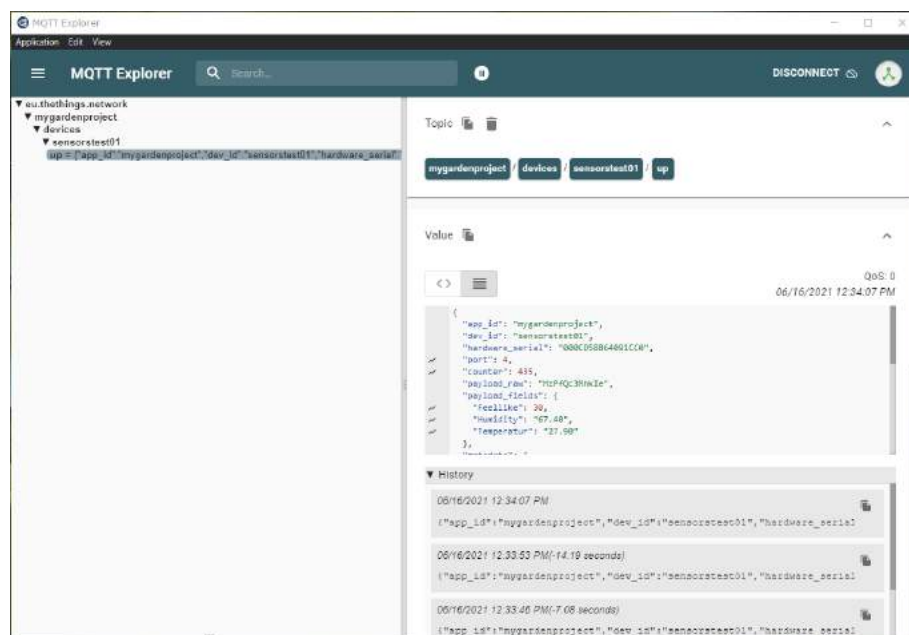 MQTT Explorer
Application Edit View
MQTT Explorer
Search...
DISCONNECT
eu.thethings.network
mygardenproject
devices
sensorstest01
up = {"app_id":"mygardenproject","dev_id":"sensorstest01","hardware_serial":
Topic
mygardenproject / devices / sensorstest01 / up
Value
QoS: 0
06/16/2021 12:34:07 PM
{
"app_id": "mygardenproject",
"dev_id": "sensorstest01",
"hardware_serial":
"port": 4,
"counter": 435,
"payload_raw":
"payload_fields": {
"Feellike": 30,
"Humidity": "67.40",
"Temperatur": "27.90"
},
History
06/16/2021 12:34:07 PM
{"app_id":"mygardenproject","dev_id":"sensorstest01","hardware_serial
06/16/2021 12:33:53 PM(-14.19 seconds)
{"app_id":"mygardenproject","dev_id":"sensorstest01","hardware_serial
06/16/2021 12:33:46 PM(-7.08 seconds)
{"app_id":"mygardenproject","dev_id":"sensorstest01","hardware_serial